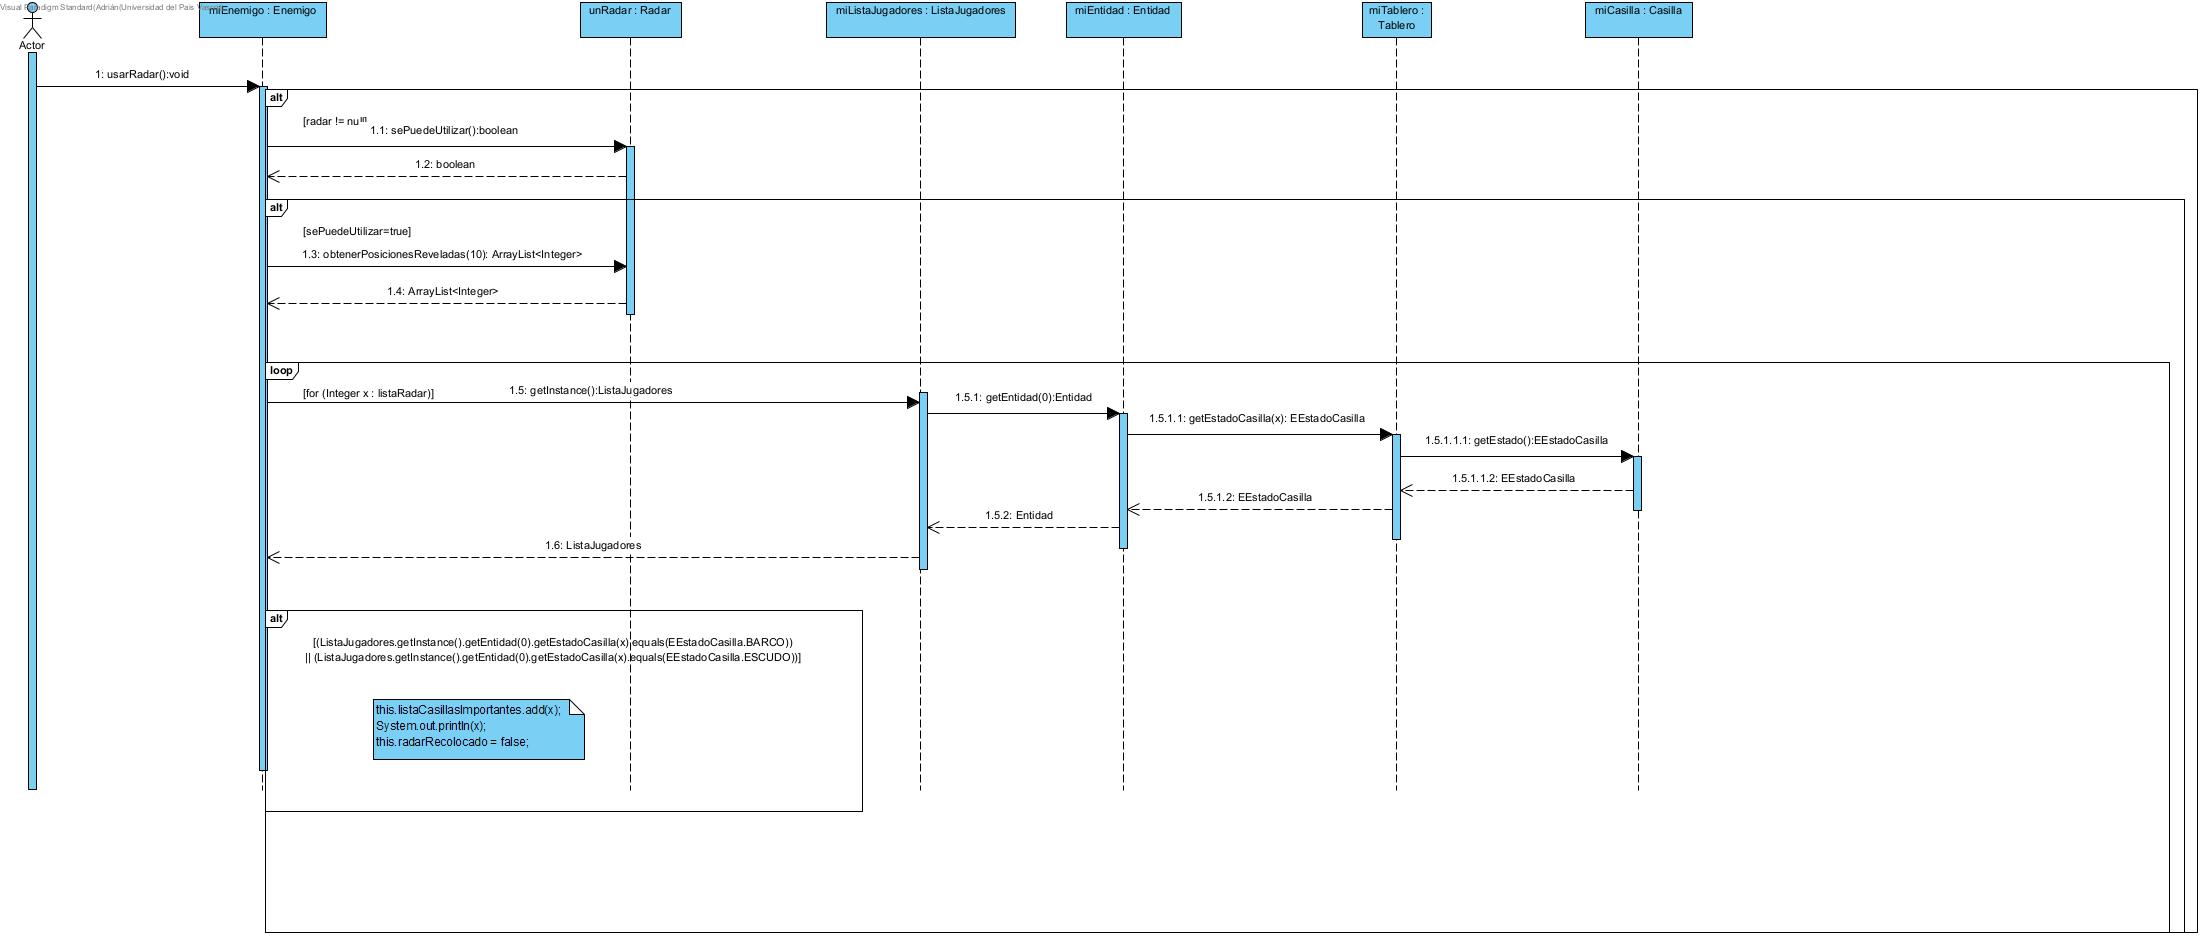 Visual Paradigm Standard(Adrián(Universidad del Pais
miEnemigo : Enemigo
unRadar : Radar
miListaJugadores : ListaJugadores
miEntidad : Entidad
miTablero :
Tablero
miCasilla : Casilla
Actor
1: usarRadar():void
alt
[radar != nu
1.1: sePuedeUtilizar():boolean
1.2: boolean
alt
[sePuedeUtilizar=true]
1.3: obtenerPosicionesReveladas(10): ArrayList<Integer>
1.4: ArrayList<Integer>
loop
[for (Integer x : listaRadar)]
1.5: getInstance():ListaJugadores
1.5.1: getEntidad(0):Entidad
1.5.1.1: getEstadoCasilla(x): EEstadoCasilla
1.5.1.1.1: getEstado():EEstadoCasilla
1.5.1.1.2: EEstadoCasilla
1.5.1.2: EEstadoCasilla
1.5.2: Entidad
1.6: ListaJugadores
alt
[(ListaJugadores.getInstance().getEntidad(0).getEstadoCasilla(x).equals(EEstadoCasilla.BARCO))
|| (ListaJugadores.getInstance().getEntidad(0).getEstadoCasilla(x).equals(EEstadoCasilla.ESCUDO))]
this.listaCasillasImportantes.add(x);
System.out.println(x);
this.radarRecolocado = false;